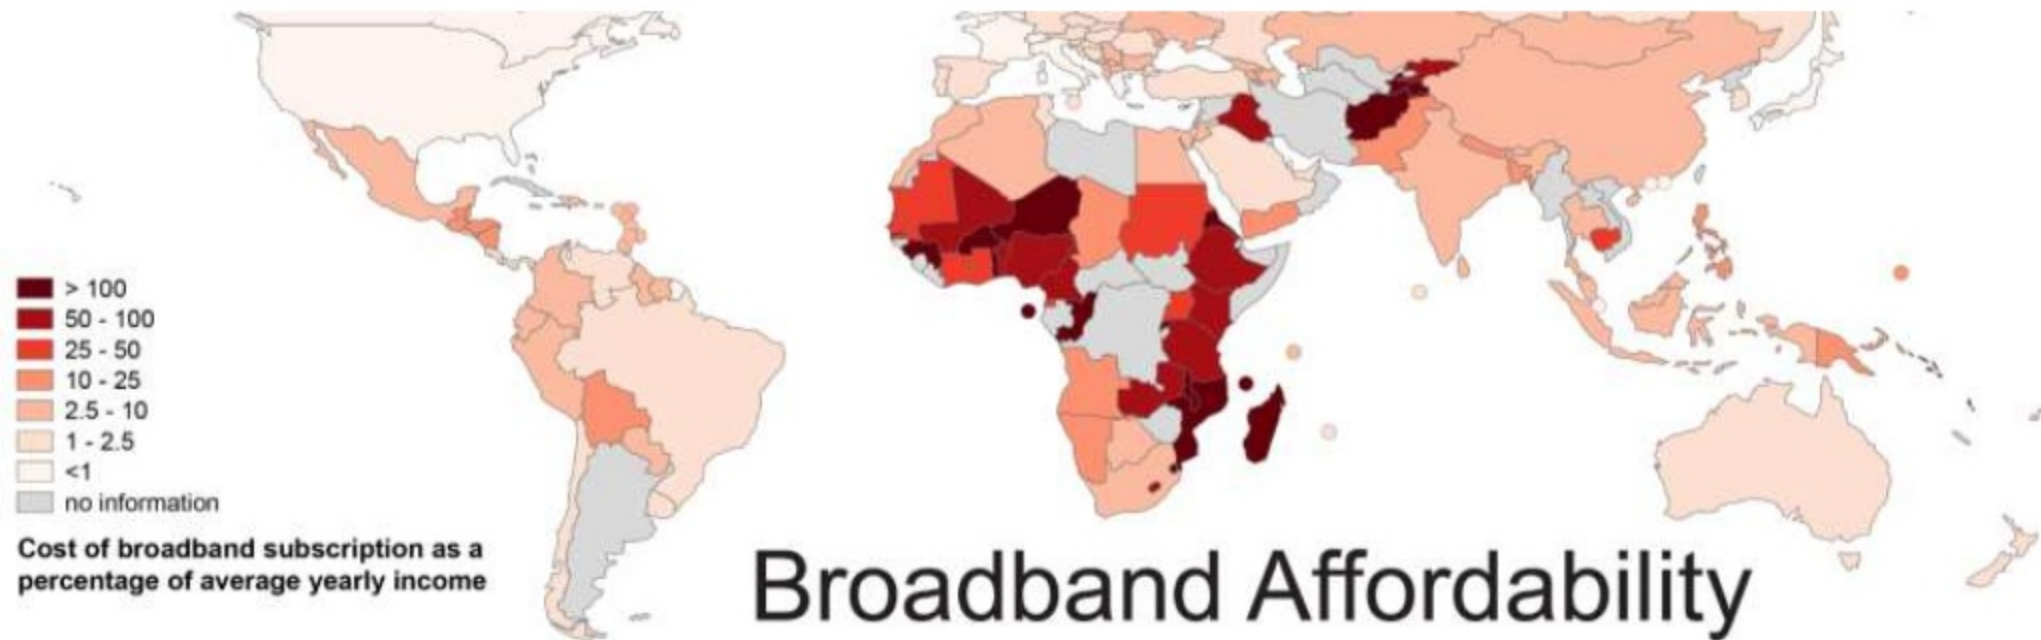 > 100
50 - 100
25 - 50
10 - 25
2.5 - 10
1 - 2.5
<1
no information
Cost of broadband subscription as a
percentage of average yearly income
Broadband Affordability